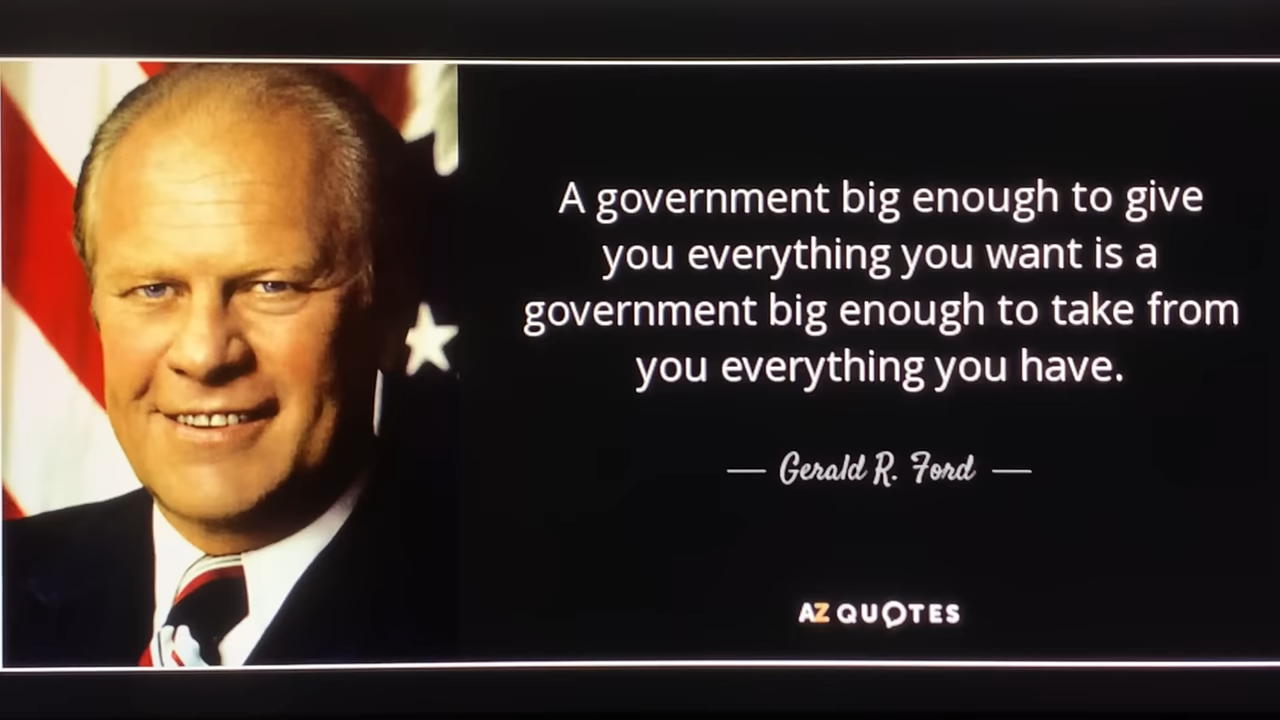 A government big enough to give
you everything you want is a
government big enough to take from
you everything you have.
— Gerald R. Ford —
AZ QUOTES